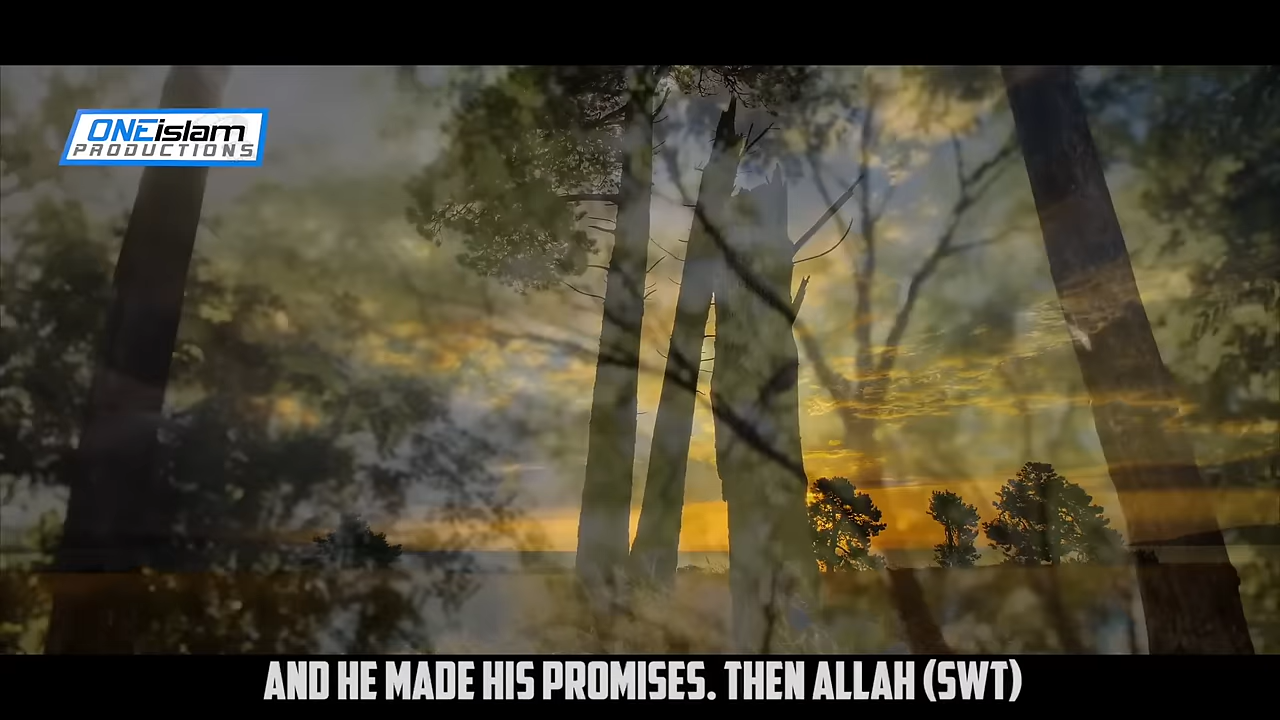 ONEislam
PRODUCTIONS
AND HE MADE HIS PROMISES. THEN ALLAH (SWT)